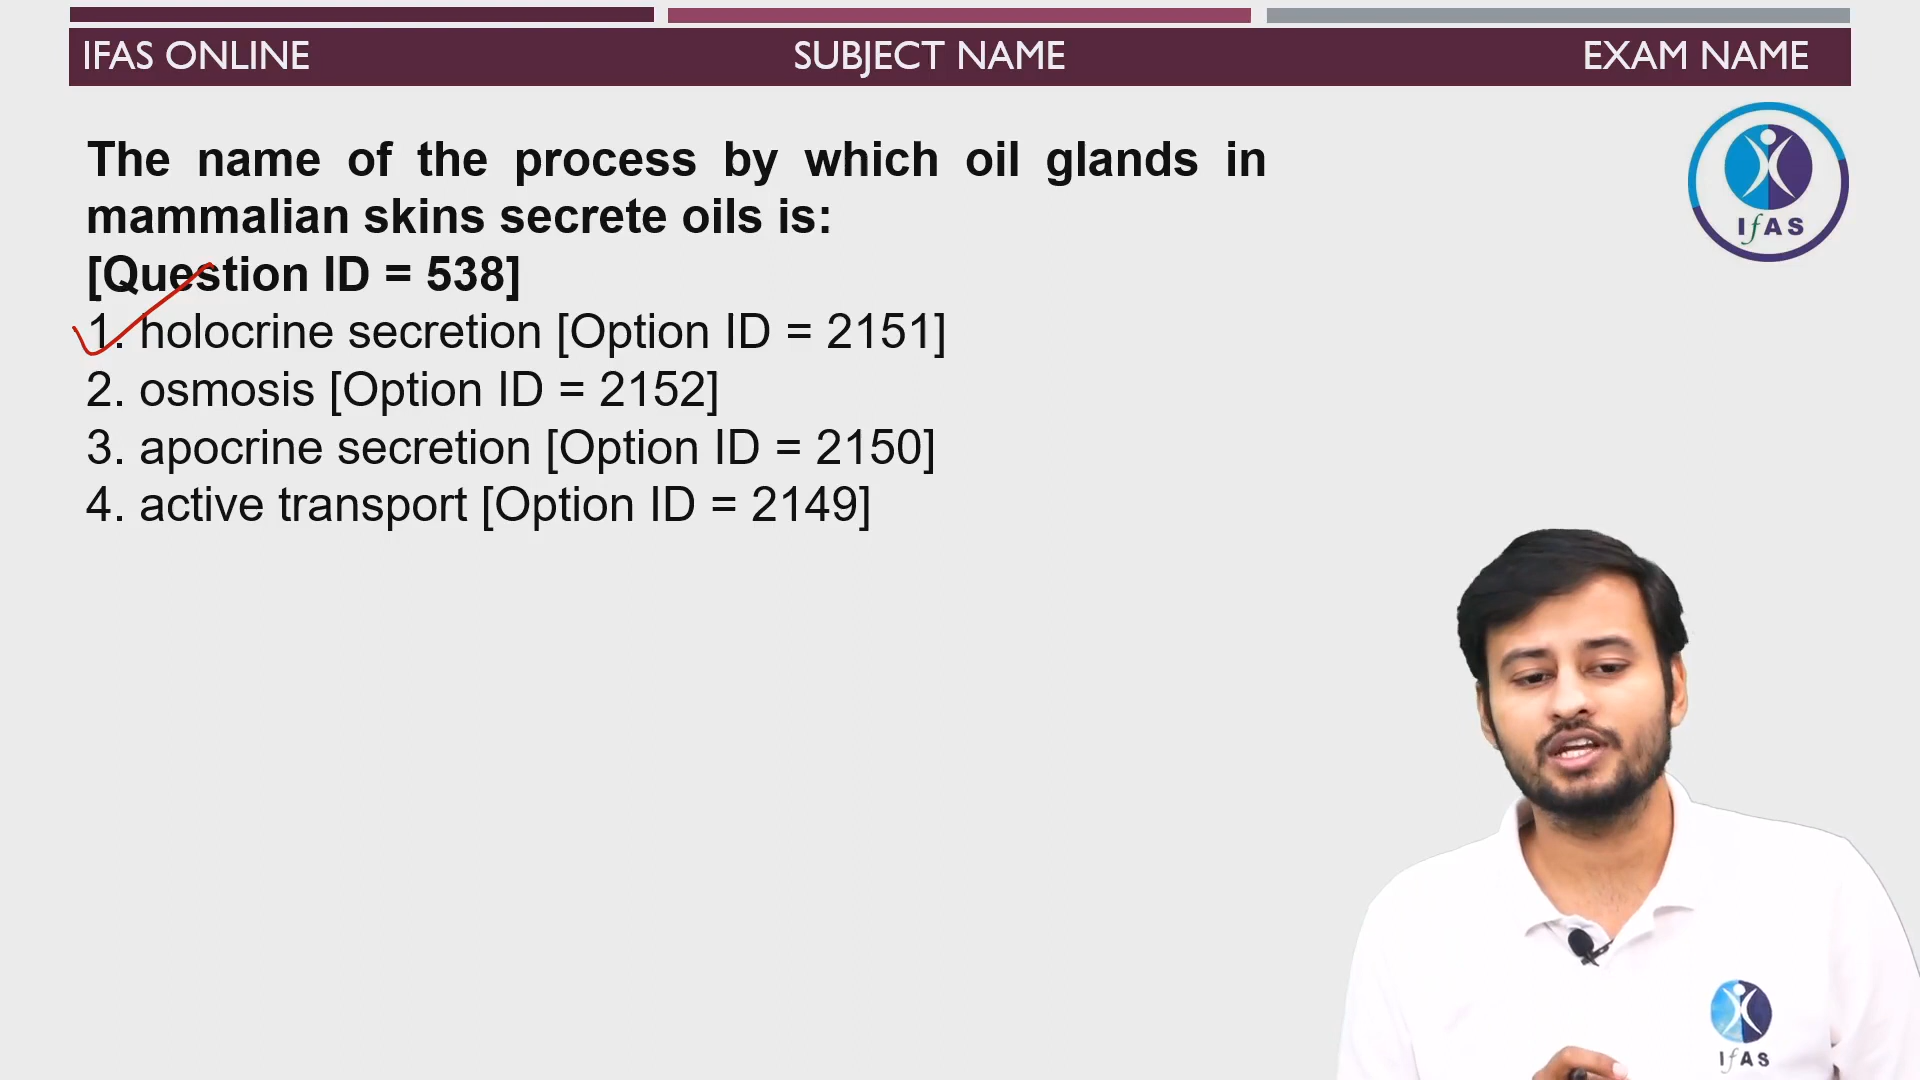 IFAS ONLINE SUBJECT NAME EXAM NAME
The name of the process by which oil glands in
mammalian skins secrete oils is:
[Question ID = 538]
1. holocrine secretion [Option ID = 2151]
2. osmosis [Option ID = 2152]
3. apocrine secretion [Option ID = 2150]
4. active transport [Option ID = 2149]
IfAS
IfAS